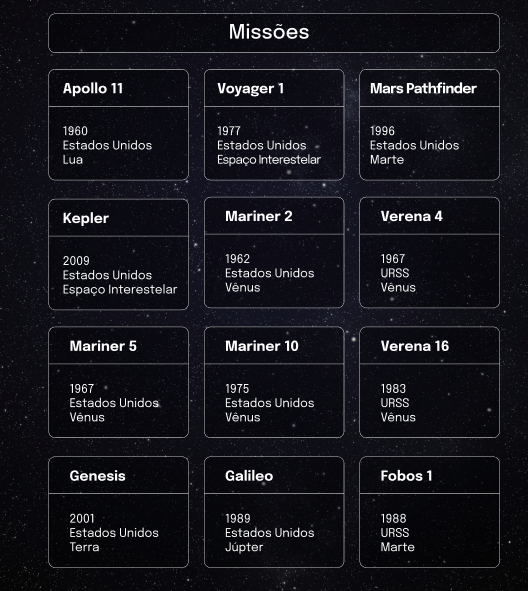 Missões
Apollo 11
1960
Estados Unidos
Lua
Voyager 1
1977
Estados Unidos
Espaço Interestelar
Mars Pathfinder
1996
Estados Unidos
Marte
Kepler
2009
Estados Unidos
Espaço Interestelar
Mariner 2
1962
Estados Unidos
Vênus
Verena 4
1967
URSS
Vênus
Mariner 5
1967
Estados Unidos
Vênus
Mariner 10
1975
Estados Unidos
Vênus
Verena 16
1983
URSS
Vênus
Genesis
2001
Estados Unidos
Terra
Galileo
1989
Estados Unidos
Júpter
Fobos 1
1988
URSS
Marte